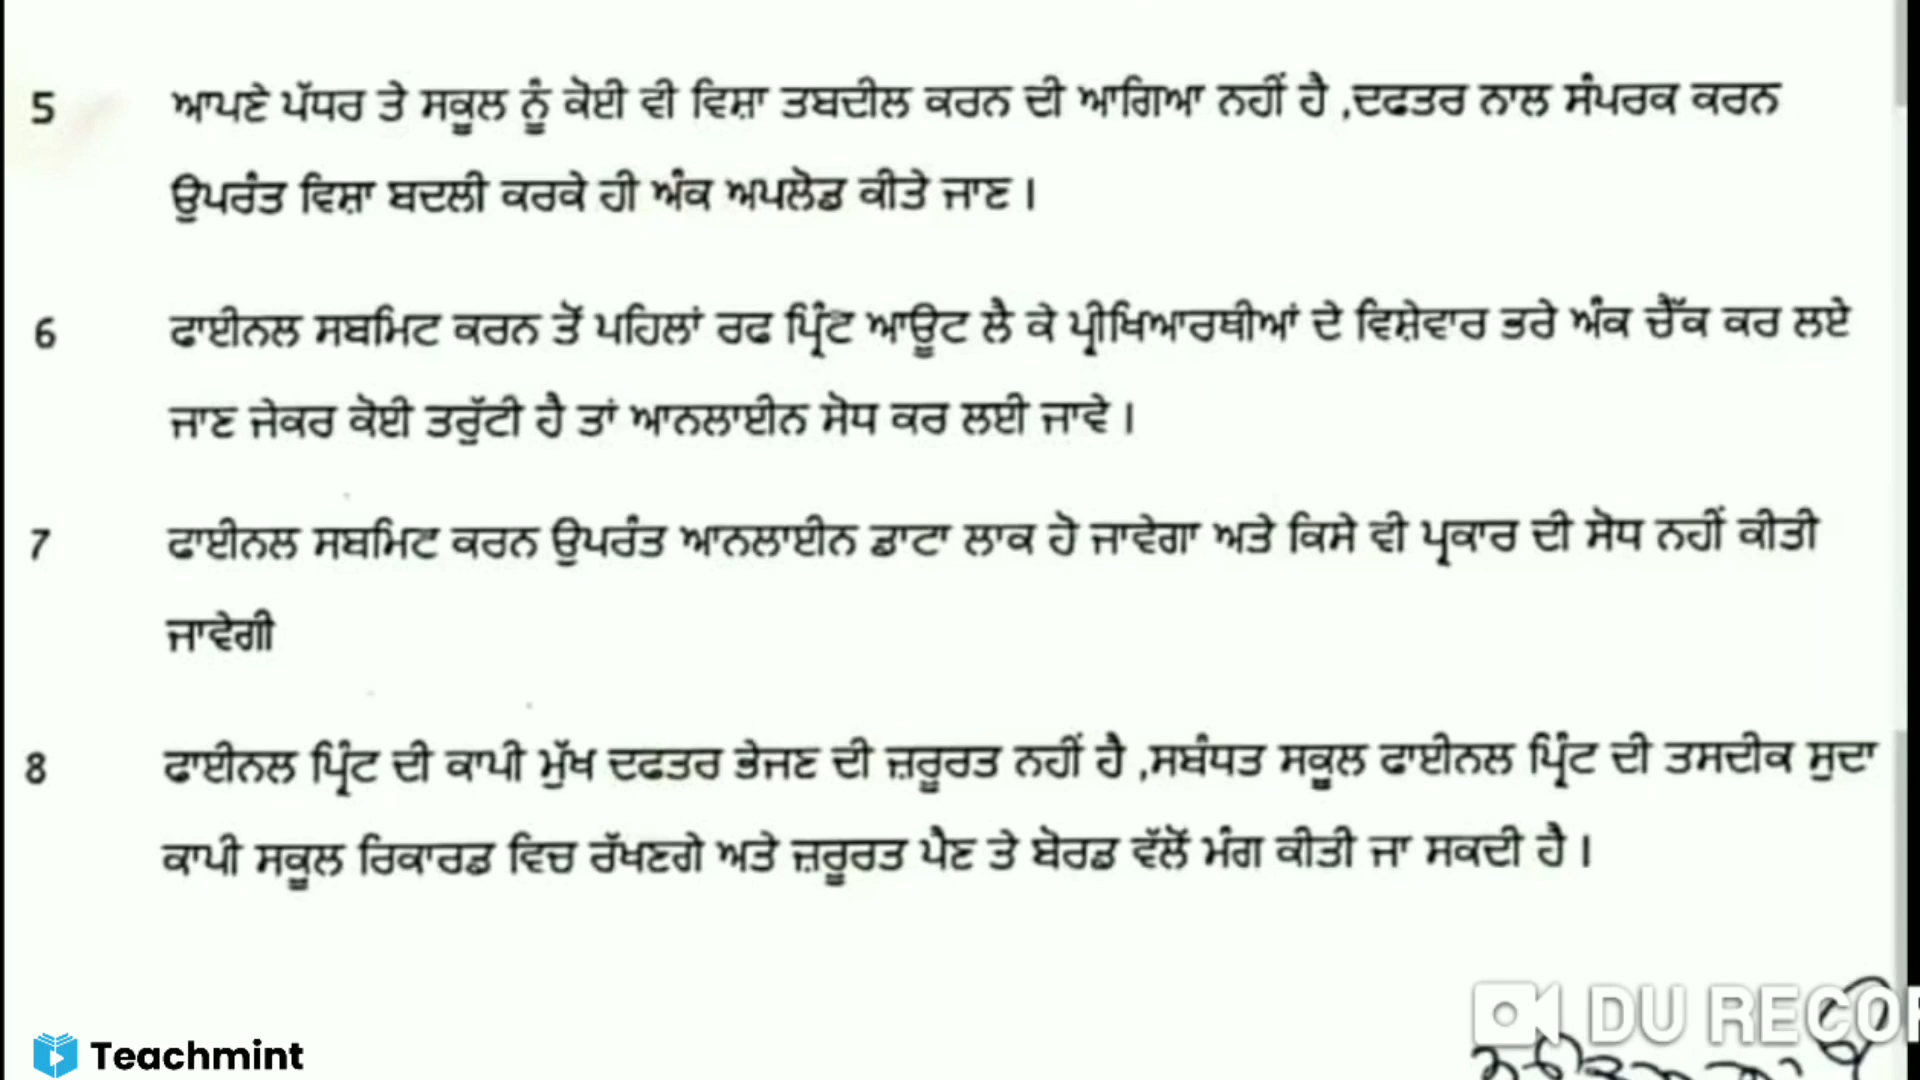 5 ਆਪਣੇ ਪੱਧਰ ਤੇ ਸਕੂਲ ਨੂੰ ਕੋਈ ਵੀ ਵਿਸ਼ਾ ਤਬਦੀਲ ਕਰਨ ਦੀ ਆਗਿਆ ਨਹੀਂ ਹੈ ,ਦਫਤਰ ਨਾਲ ਸੰਪਰਕ ਕਰਨ
ਉਪਰੰਤ ਵਿਸ਼ਾ ਬਦਲੀ ਕਰਕੇ ਹੀ ਅੰਕ ਅਪਲੋਡ ਕੀਤੇ ਜਾਣ।
6 ਫਾਈਨਲ ਸਬਮਿਟ ਕਰਨ ਤੋਂ ਪਹਿਲਾਂ ਰਫ ਪ੍ਰਿੰਟ ਆਊਟ ਲੈ ਕੇ ਪ੍ਰੀਖਿਆਰਥੀਆਂ ਦੇ ਵਿਸ਼ੇਵਾਰ ਭਰੇ ਅੰਕ ਚੈੱਕ ਕਰ ਲਏ
ਜਾਣ ਜੇਕਰ ਕੋਈ ਤਰੁੱਟੀ ਹੈ ਤਾਂ ਆਨਲਾਈਨ ਸੋਧ ਕਰ ਲਈ ਜਾਵੇ।
7 ਫਾਈਨਲ ਸਬਮਿਟ ਕਰਨ ਉਪਰੰਤ ਆਨਲਾਈਨ ਡਾਟਾ ਲਾਕ ਹੋ ਜਾਵੇਗਾ ਅਤੇ ਕਿਸੇ ਵੀ ਪ੍ਰਕਾਰ ਦੀ ਸੋਧ ਨਹੀਂ ਕੀਤੀ
ਜਾਵੇਗੀ
8 ਫਾਈਨਲ ਪ੍ਰਿੰਟ ਦੀ ਕਾਪੀ ਮੁੱਖ ਦਫਤਰ ਭੇਜਣ ਦੀ ਜ਼ਰੂਰਤ ਨਹੀਂ ਹੈ ,ਸਬੰਧਤ ਸਕੂਲ ਫਾਈਨਲ ਪ੍ਰਿੰਟ ਦੀ ਤਸਦੀਕ ਸੁਦਾ
ਕਾਪੀ ਸਕੂਲ ਰਿਕਾਰਡ ਵਿਚ ਰੱਖਣਗੇ ਅਤੇ ਜ਼ਰੂਰਤ ਪੈਣ ਤੇ ਬੋਰਡ ਵੱਲੋਂ ਮੰਗ ਕੀਤੀ ਜਾ ਸਕਦੀ ਹੈ।
DU RECOR
Teachmint